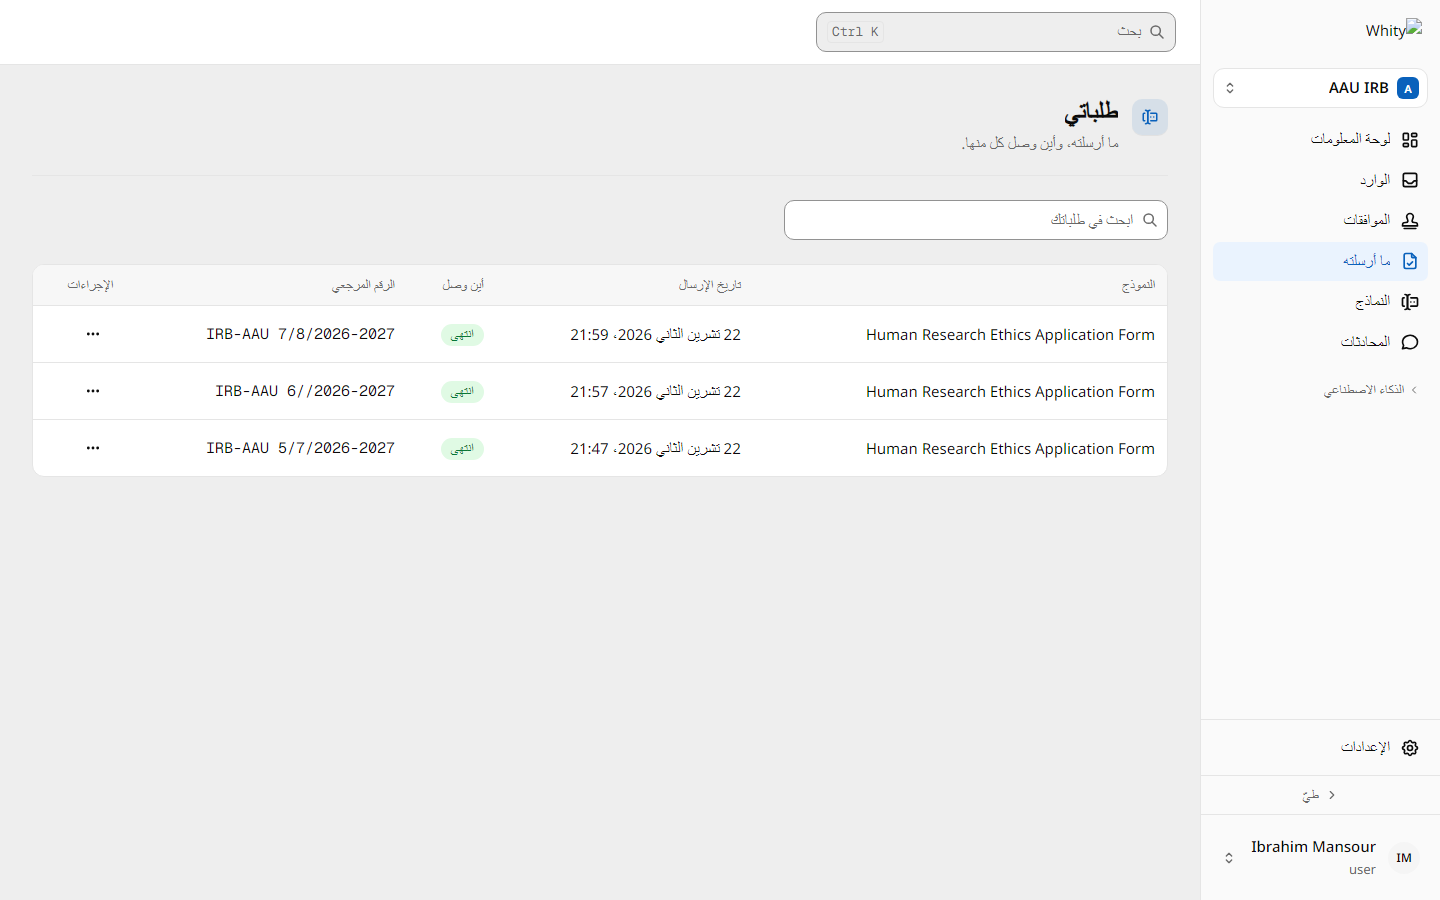 Whity
AAU IRB
A
لوحة المعلومات
الوارد
الموافقات
ما أرسلته
النماذج
المحادثات
الذكاء الاصطناعي
الإعدادات
طيّ
IM
Ibrahim Mansour
user
بحث
Ctrl K
طلباتي
ما أرسلته، وأين وصل كل منها.
ابحث في طلباتك
النموذج تاريخ الإرسال أين وصل الرقم المرجعي الإجراءات
Human Research Ethics Application Form 22 تشرين الثاني 2026، 21:59 انتهى IRB-AAU 7/8/2026-2027
Human Research Ethics Application Form 22 تشرين الثاني 2026، 21:57 انتهى IRB-AAU 6//2026-2027
Human Research Ethics Application Form 22 تشرين الثاني 2026، 21:47 انتهى IRB-AAU 5/7/2026-2027